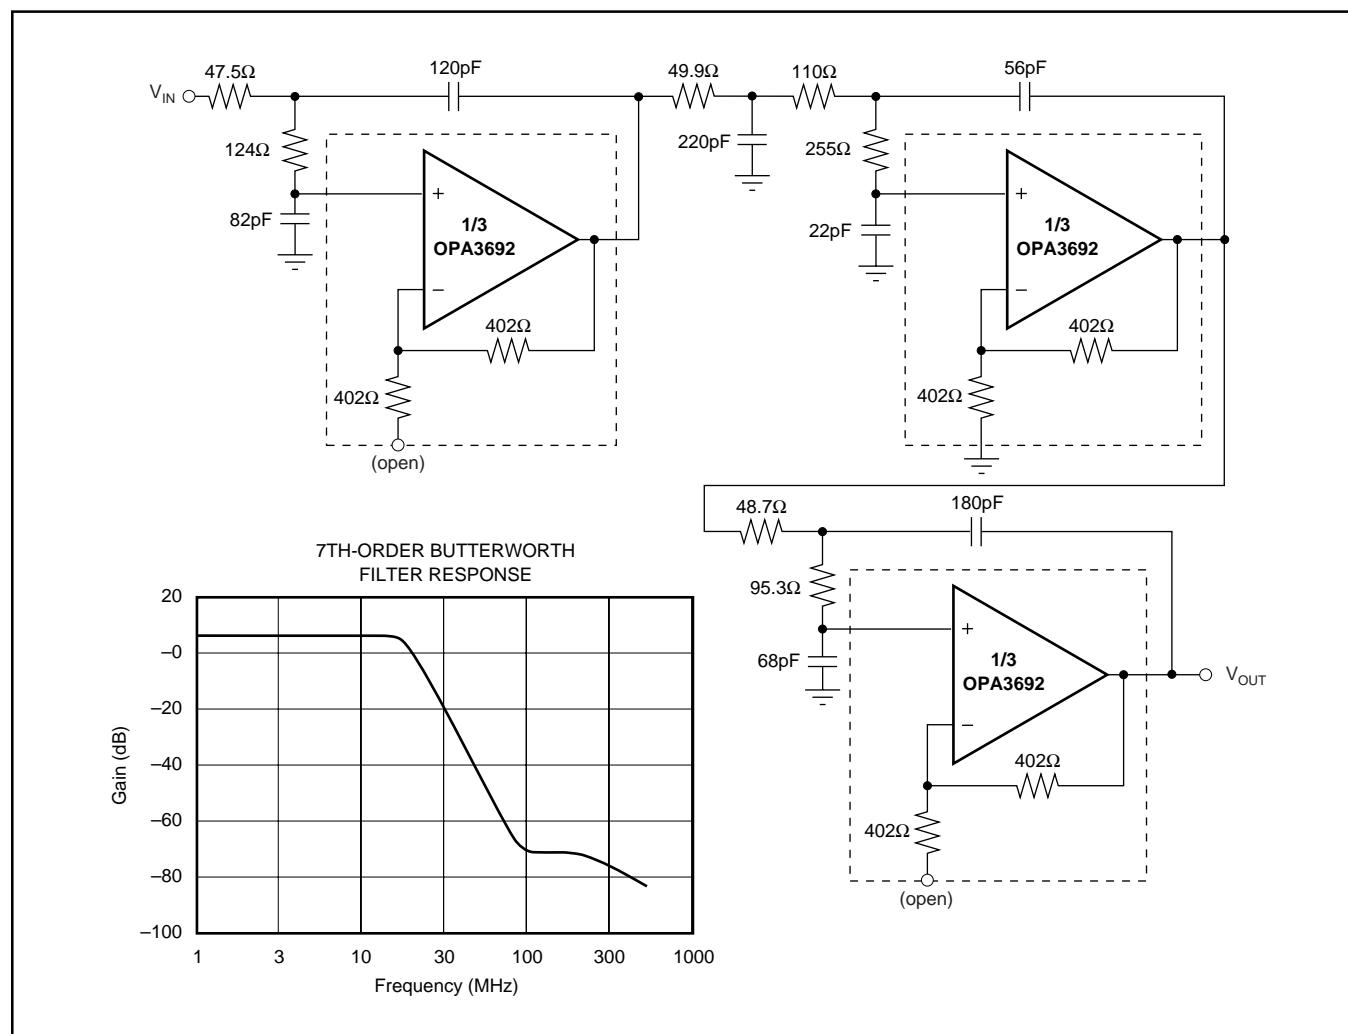 47.5Ω
120pF
49.9Ω
110Ω
56pF
V_IN
124Ω
220pF
255Ω
+
+
82pF
1/3
OPA3692
22pF
1/3
OPA3692
−
−
402Ω
402Ω
402Ω
402Ω
(open)
48.7Ω
180pF
95.3Ω
+
68pF
1/3
OPA3692
V_OUT
−
402Ω
402Ω
(open)
7TH-ORDER BUTTERWORTH
FILTER RESPONSE
20
−0
−20
−40
−60
−80
−100
Gain (dB)
1 3 10 30 100 300 1000
Frequency (MHz)